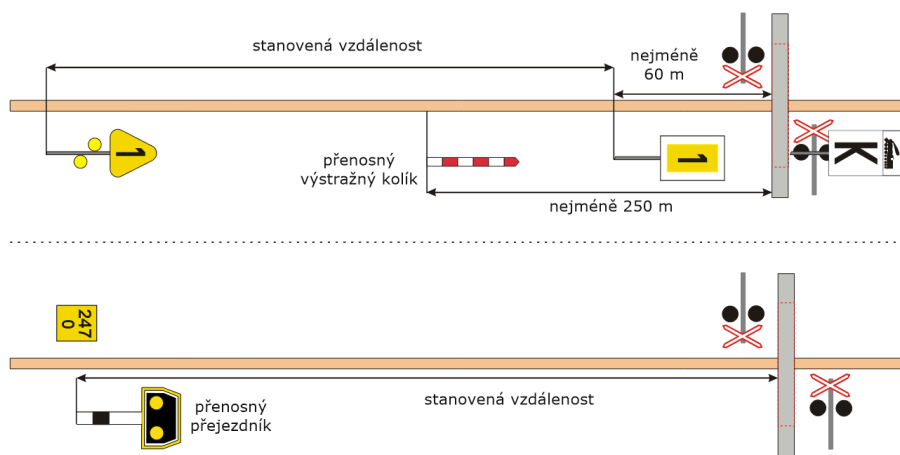 stanovená vzdálenost
nejméně
60 m
1
přenosný
výstražný kolík
1
K
nejméně 250 m
247
0
přenosný
přejezdník
stanovená vzdálenost